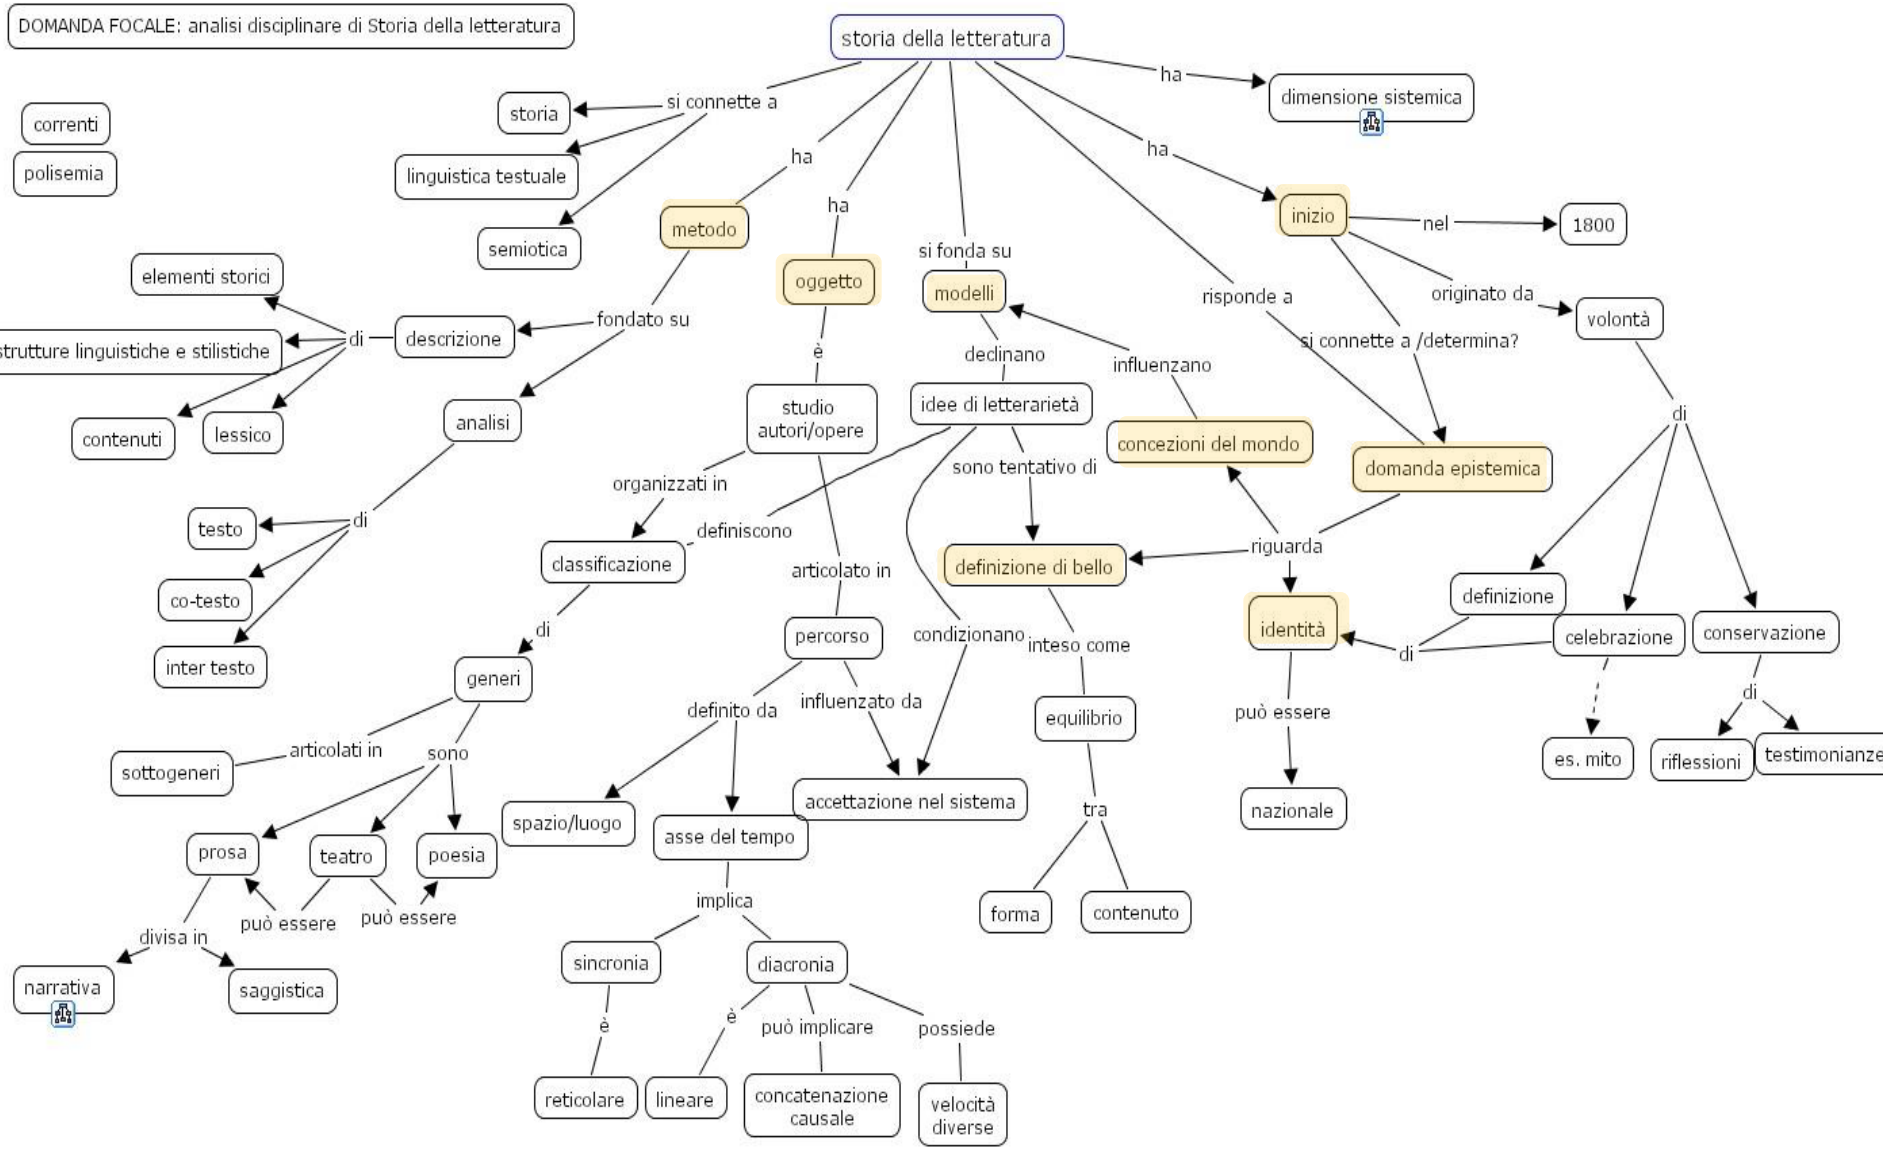 DOMANDA FOCALE: analisi disciplinare di Storia della letteratura
storia della letteratura
ha
dimensione sistemica
si connette a
storia
correnti
linguistica testuale
polisemia
semiotica
ha
metodo
ha
oggetto
si fonda su
modelli
risponde a
ha
inizio
nel
1800
originato da
volontà
si connette a /determina?
elementi storici
fondato su
descrizione
di
strutture linguistiche e stilistiche
contenuti
lessico
analisi
è
studio
autori/opere
declinano
idee di letterarietà
influenzano
concezioni del mondo
domanda epistemica
di
organizzati in
sono tentativo di
definiscono
di
testo
co-testo
inter testo
classificazione
articolato in
definizione di bello
riguarda
identità
definizione
celebrazione
conservazione
di
di
generi
percorso
condizionano
inteso come
di
definito da
influenzato da
equilibrio
può essere
articolati in
sono
sottogeneri
es. mito
riflessioni
testimonianze
spazio/luogo
asse del tempo
accettazione nel sistema
tra
nazionale
prosa
teatro
poesia
può essere
può essere
implica
forma
contenuto
divisa in
narrativa
saggistica
sincronia
diacronia
è
è
può implicare
possiede
reticolare
lineare
concatenazione
causale
velocità
diverse